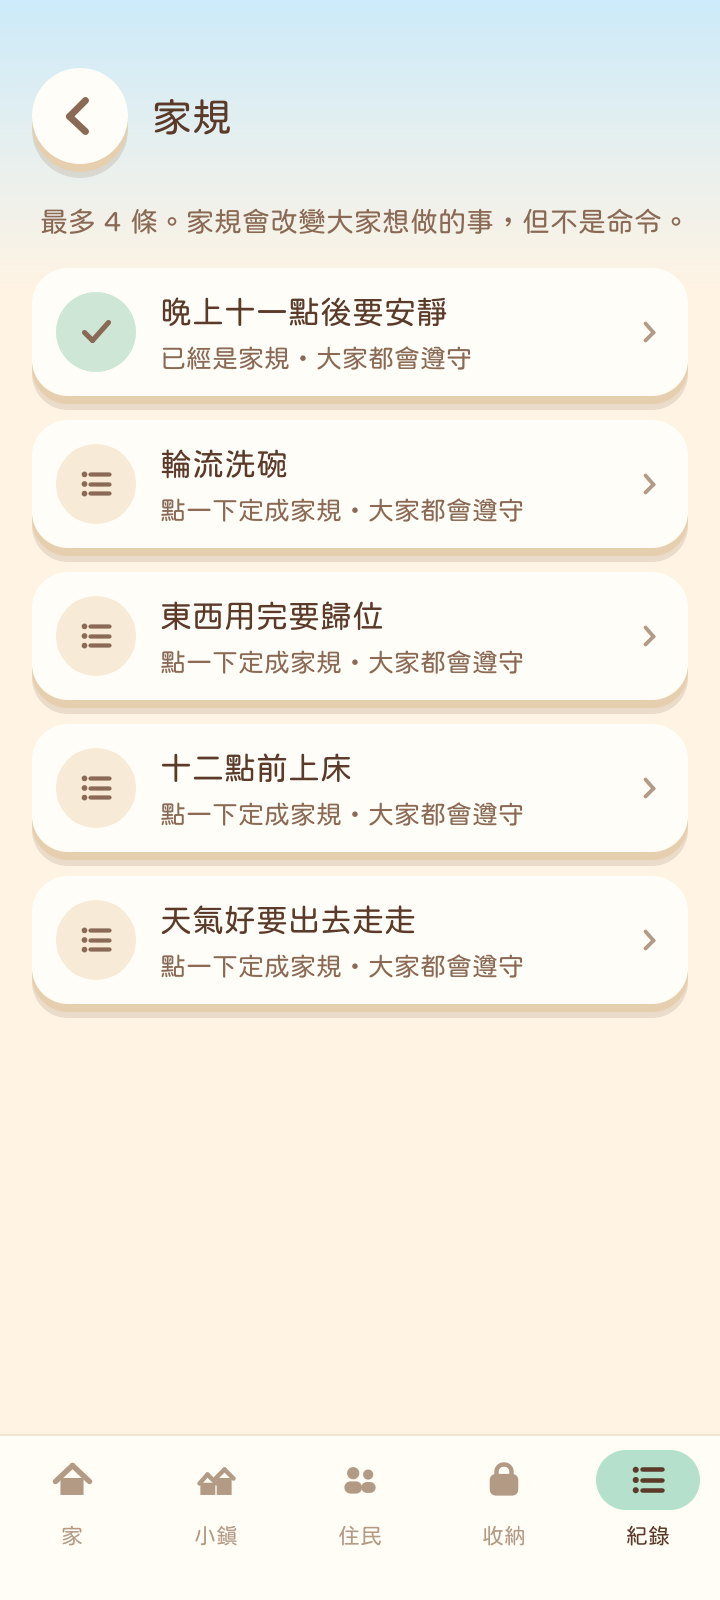 家規
最多 4 條。家規會改變大家想做的事，但不是命令。
晚上十一點後要安靜
已經是家規・大家都會遵守
輪流洗碗
點一下定成家規・大家都會遵守
東西用完要歸位
點一下定成家規・大家都會遵守
十二點前上床
點一下定成家規・大家都會遵守
天氣好要出去走走
點一下定成家規・大家都會遵守
家 小鎮 住民 收納 紀錄